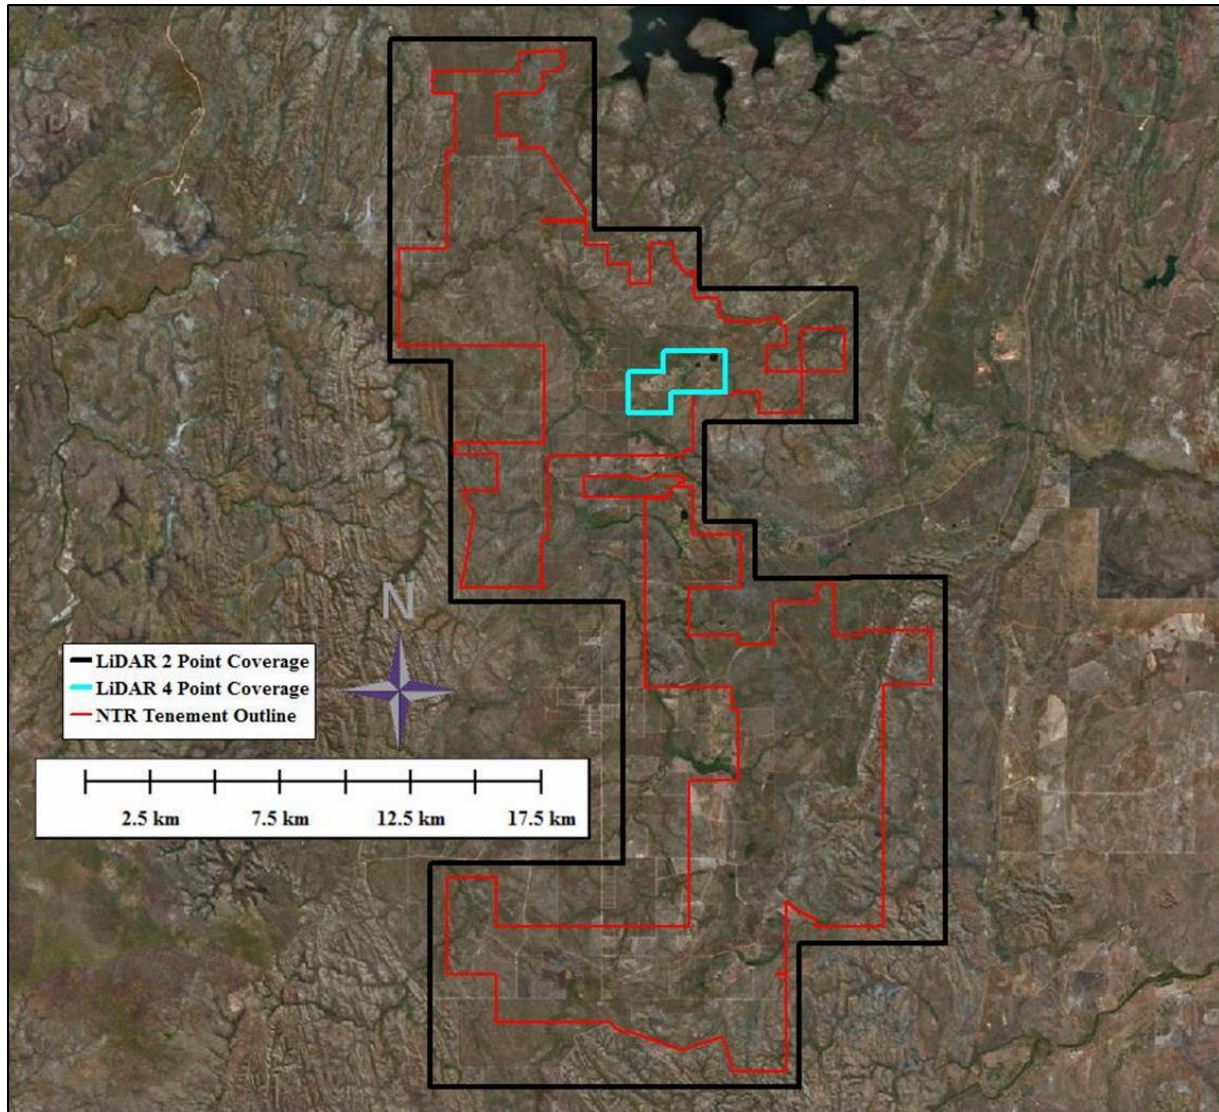 N
LiDAR 2 Point Coverage
LiDAR 4 Point Coverage
NTR Tenement Outline
2.5 km 7.5 km 12.5 km 17.5 km